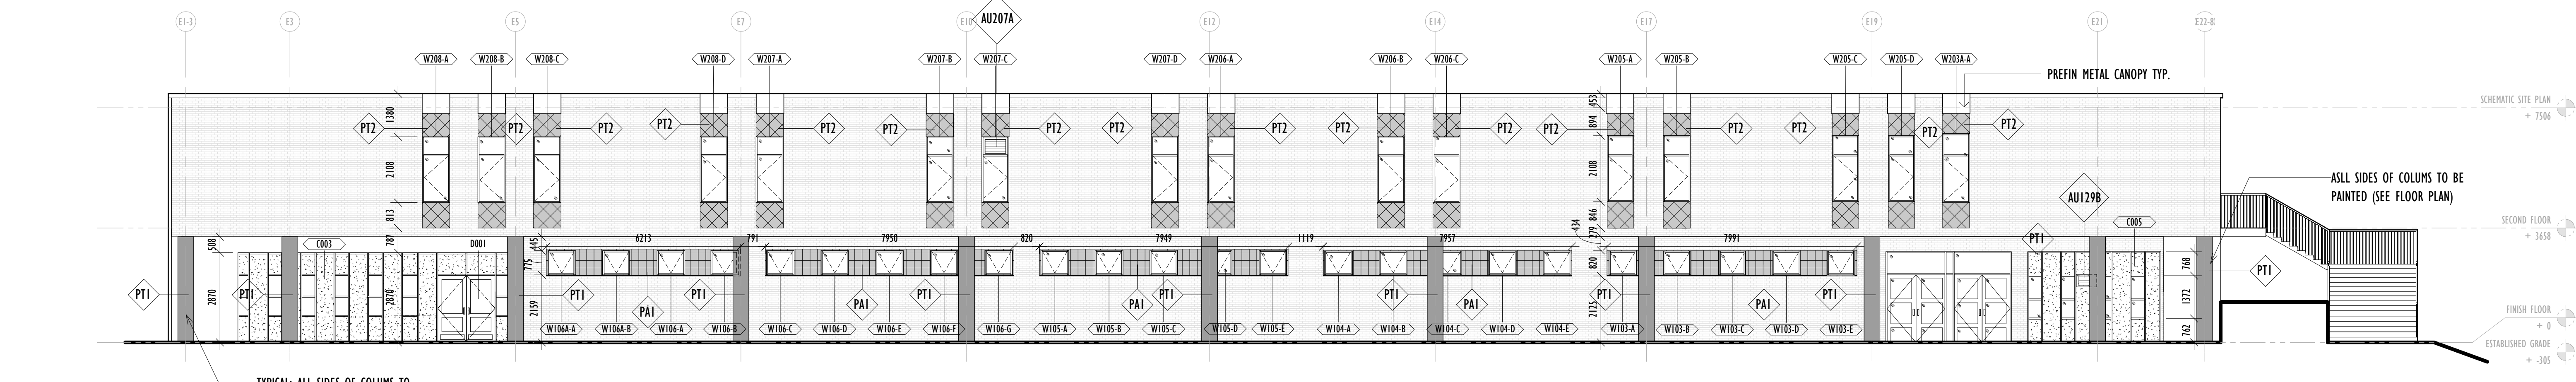 E1-3 E3 E5 E7 E10 E12 E14 E17 E19 E21 E22-8
AU207A
W208-A W208-B W208-C W208-D W207-A W207-B W207-C W207-D W206-A W206-B W206-C W205-A W205-B W205-C W205-D W203A-A
PREFIN METAL CANOPY TYP.
SCHEMATIC SITE PLAN
+ 7506
1380 453
894
PT2 PT2 PT2 PT2 PT2 PT2 PT2 PT2 PT2 PT2 PT2 PT2 PT2 PT2 PT2 PT2
2108 2108
ASLL SIDES OF COLUMS TO BE
PAINTED (SEE FLOOR PLAN)
AU129B
813 846
434
279
SECOND FLOOR
+ 3658
508 C003 787 D001 445 6213 791 7950 820 7949 1119 7957 7991 PT1 C005
775 820 768
PT1 2870 PT1 2870 2159 PT1 PA1 PT1 PA1 PT1 PA1 PT1 PT1 PA1 PT1 2125 PA1 PT1 1372 PT1
762
W106A-A W106A-B W106-A W106-B W106-C W106-D W106-E W106-F W106-G W105-A W105-B W105-C W105-D W105-E W104-A W104-B W104-C W104-D W104-E W103-A W103-B W103-C W103-D W103-E
FINISH FLOOR
+ 0
ESTABLISHED GRADE
+ -305
TYPICAL: ALL SIDES OF COLUMS TO